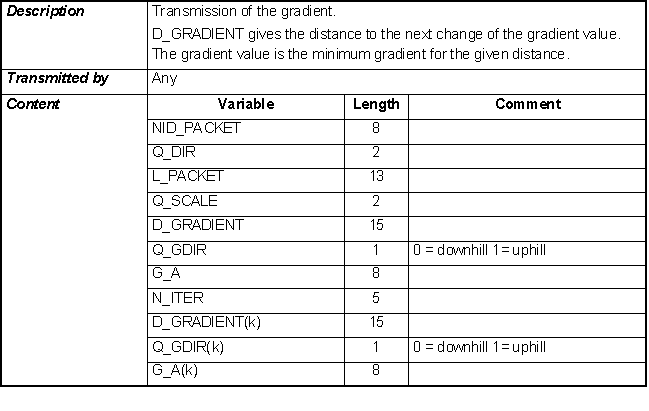 Description Transmission of the gradient.
D_GRADIENT gives the distance to the next change of the gradient value.
The gradient value is the minimum gradient for the given distance.
Transmitted by Any
Content Variable Length Comment
NID_PACKET 8
Q_DIR 2
L_PACKET 13
Q_SCALE 2
D_GRADIENT 15
Q_GDIR 1 0 = downhill 1= uphill
G_A 8
N_ITER 5
D_GRADIENT(k) 15
Q_GDIR(k) 1 0 = downhill 1= uphill
G_A(k) 8